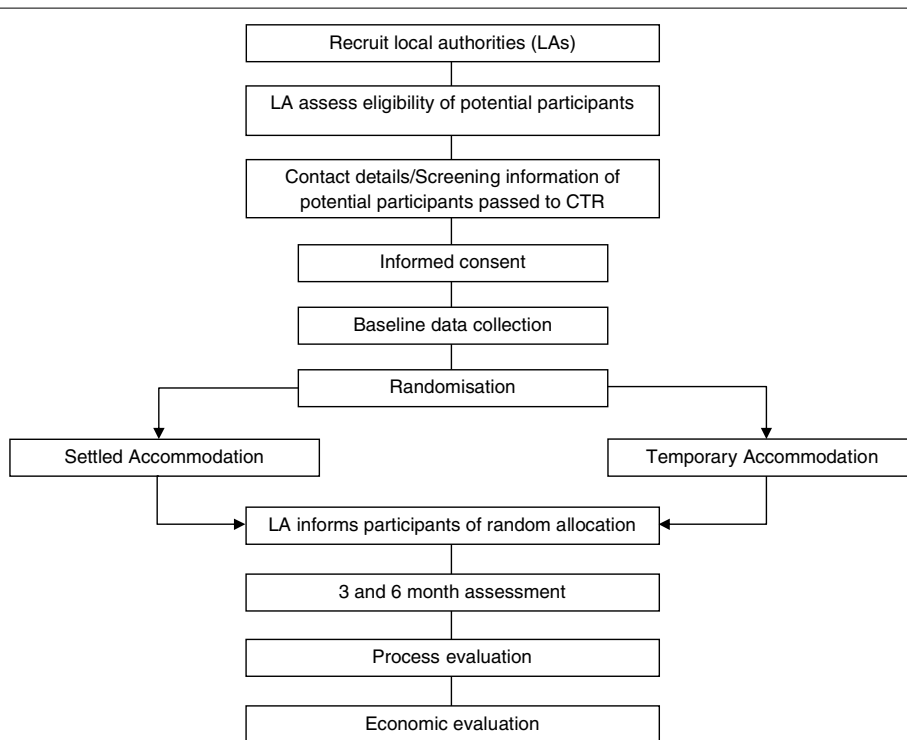 Recruit local authorities (LAs)
LA assess eligibility of potential participants
Contact details/Screening information of
potential participants passed to CTR
Informed consent
Baseline data collection
Randomisation
Settled Accommodation
Temporary Accommodation
LA informs participants of random allocation
3 and 6 month assessment
Process evaluation
Economic evaluation